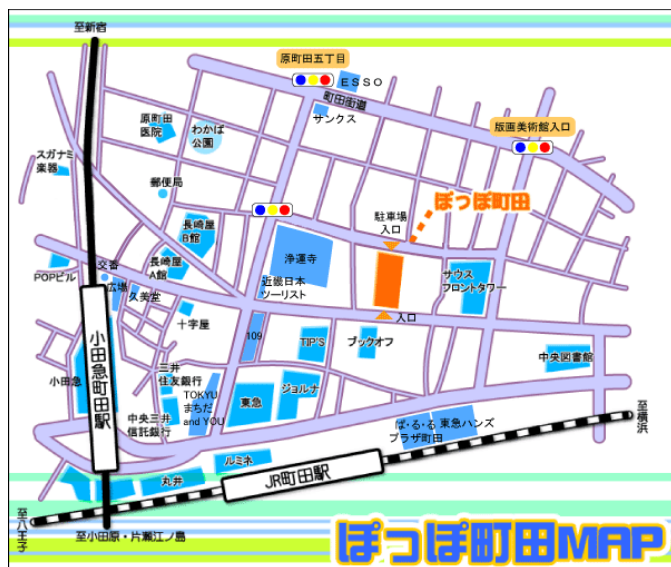 至新宿
原町田五丁目
ESSO
町田街道
サンクス
版画美術館入口
原町田
医院
わかば
公園
スガナミ
楽器
郵便局
ぽっぽ町田
駐車場
入口
長崎屋
B館
浄運寺
長崎屋
A館
交番
POPビル
広場
久美堂
近畿日本
ツーリスト
サウス
フロントタワー
入口
十字屋
109
TIP'S
ブックオフ
小田急町田駅
小田急
三井
住友銀行
TOKYU
まちだ
and YOU
東急
ジョルナ
中央図書館
中央三井
信託銀行
ぱ・る・る
プラザ町田
東急ハンズ
至横浜
ルミネ
丸井
JR町田駅
至八王子
至小田原・片瀬江ノ島
ぽっぽ町田MAP